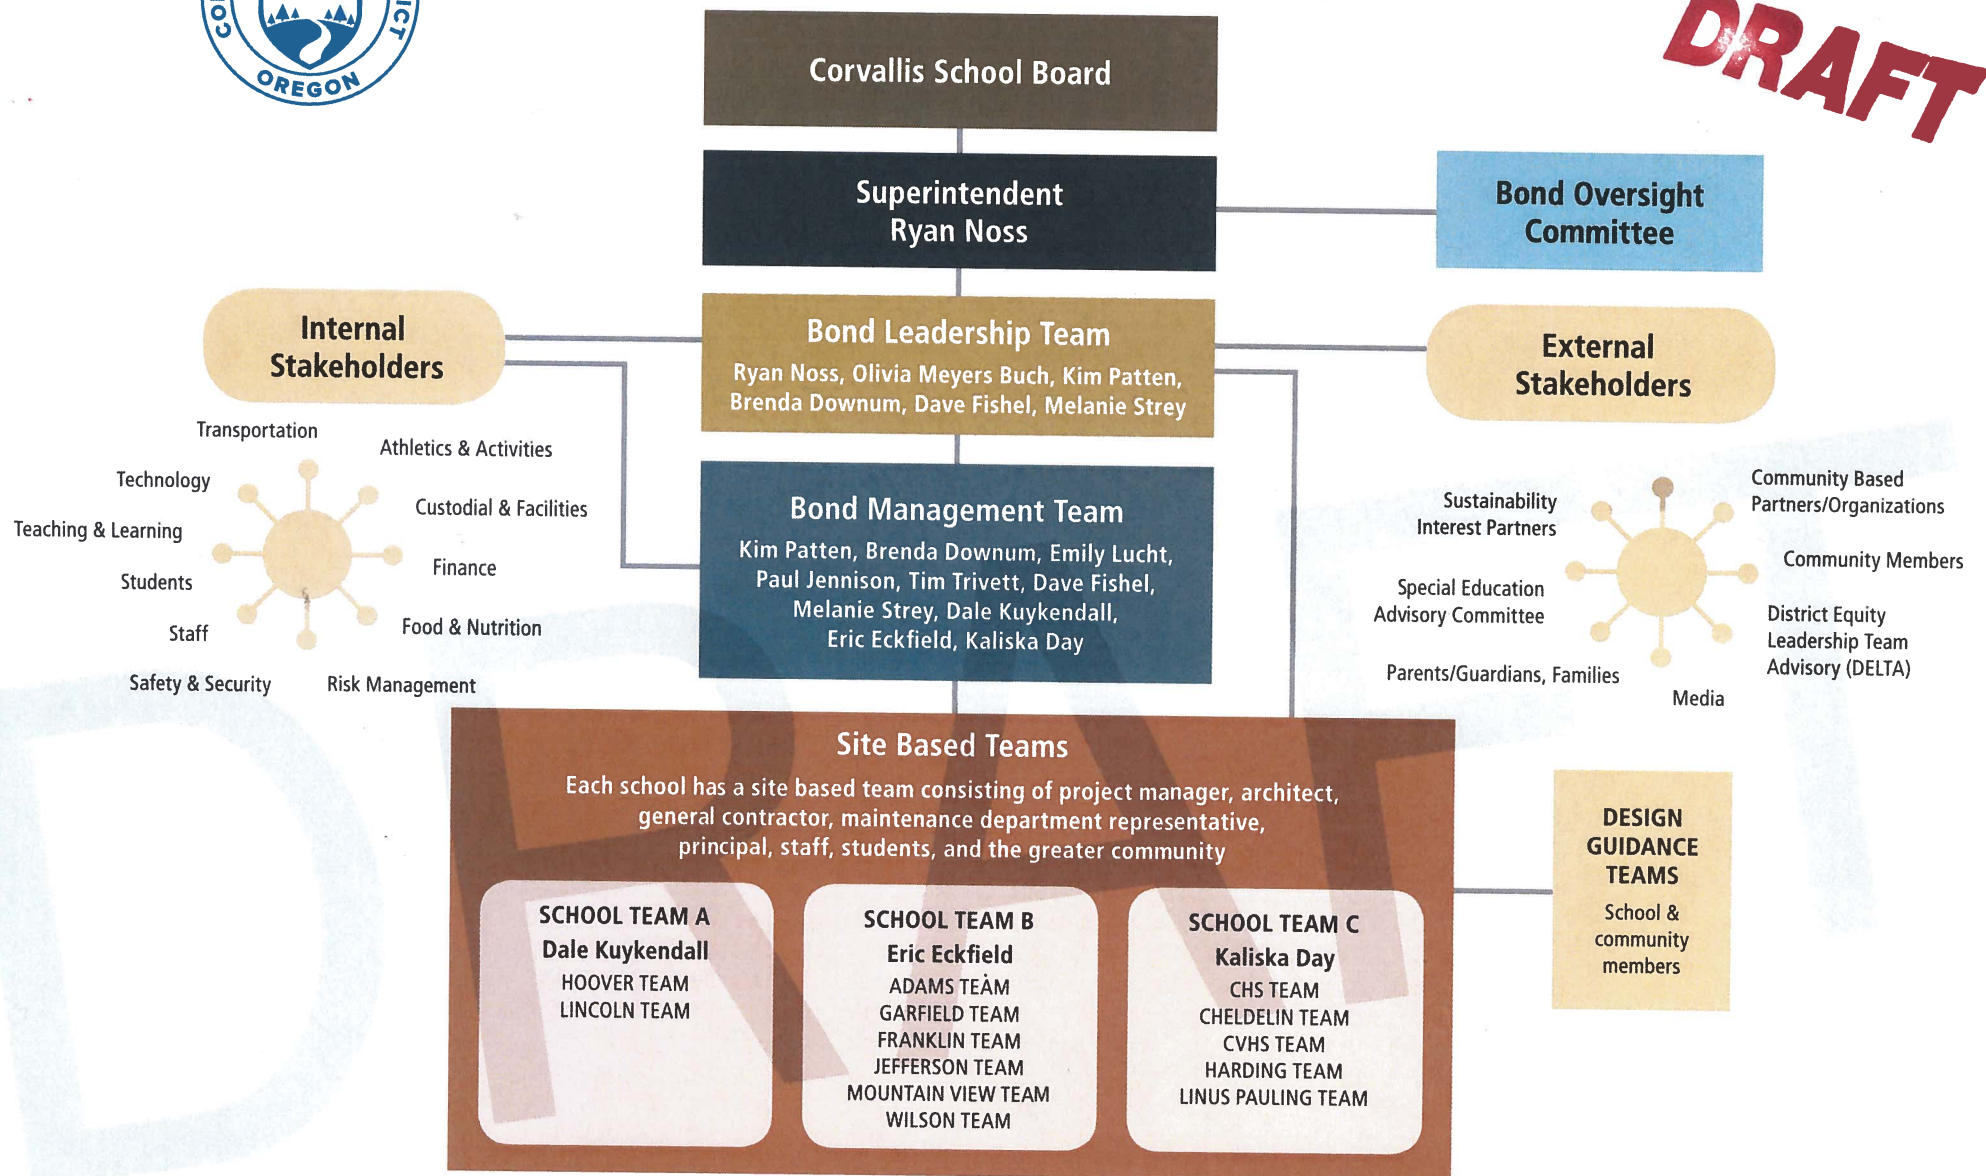 OREGON
DRAFT
Corvallis School Board
Superintendent
Ryan Noss
Bond Oversight
Committee
Internal
Stakeholders
Bond Leadership Team
Ryan Noss, Olivia Meyers Buch, Kim Patten,
Brenda Downum, Dave Fishel, Melanie Strey
External
Stakeholders
Transportation
Athletics & Activities
Technology
Custodial & Facilities
Teaching & Learning
Finance
Students
Food & Nutrition
Staff
Safety & Security
Risk Management
Bond Management Team
Kim Patten, Brenda Downum, Emily Lucht,
Paul Jennison, Tim Trivett, Dave Fishel,
Melanie Strey, Dale Kuykendall,
Eric Eckfield, Kaliska Day
Sustainability
Interest Partners
Community Based
Partners/Organizations
Community Members
Special Education
Advisory Committee
District Equity
Leadership Team
Advisory (DELTA)
Parents/Guardians, Families
Media
Site Based Teams
Each school has a site based team consisting of project manager, architect,
general contractor, maintenance department representative,
principal, staff, students, and the greater community
SCHOOL TEAM A
Dale Kuykendall
HOOVER TEAM
LINCOLN TEAM
SCHOOL TEAM B
Eric Eckfield
ADAMS TEAM
GARFIELD TEAM
FRANKLIN TEAM
JEFFERSON TEAM
MOUNTAIN VIEW TEAM
WILSON TEAM
SCHOOL TEAM C
Kaliska Day
CHS TEAM
CHELDELIN TEAM
CVHS TEAM
HARDING TEAM
LINUS PAULING TEAM
DESIGN
GUIDANCE
TEAMS
School &
community
members
DRAFT